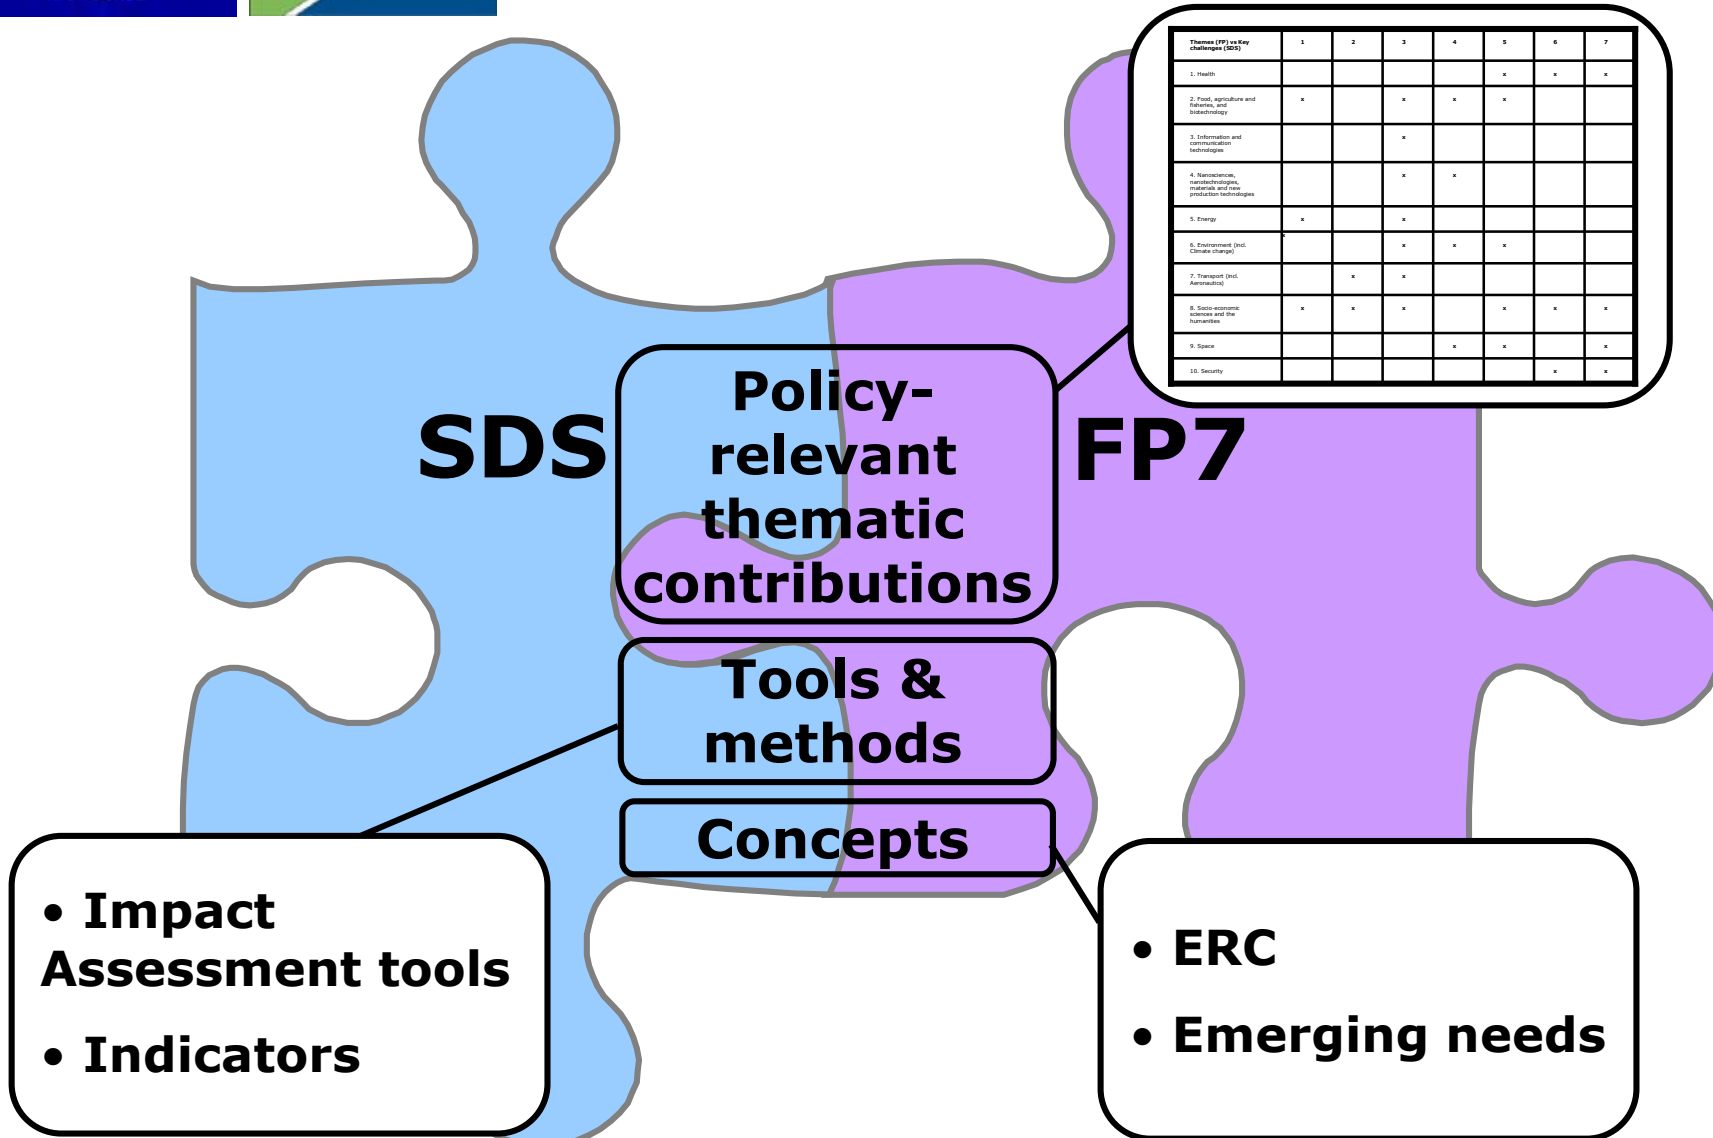 Themes (FP) vs Key
challenges (SDS)
1 2 3 4 5 6 7
1. Health x x x
2. Food, agriculture and
fisheries, and
biotechnology
x x x x
3. Information and
communication
technologies
x
4. Nanosciences,
nanotechnologies,
materials and new
production technologies
x x
5. Energy x x
x
6. Environment (incl.
Climate change)
x x x
7. Transport (incl.
Aeronautics)
x x
8. Socio-economic
sciences and the
humanities
x x x x x x
9. Space x x x
10. Security x x
SDS
Policy-
relevant
thematic
contributions
FP7
Tools &
methods
Concepts
• Impact
Assessment tools
• Indicators
• ERC
• Emerging needs